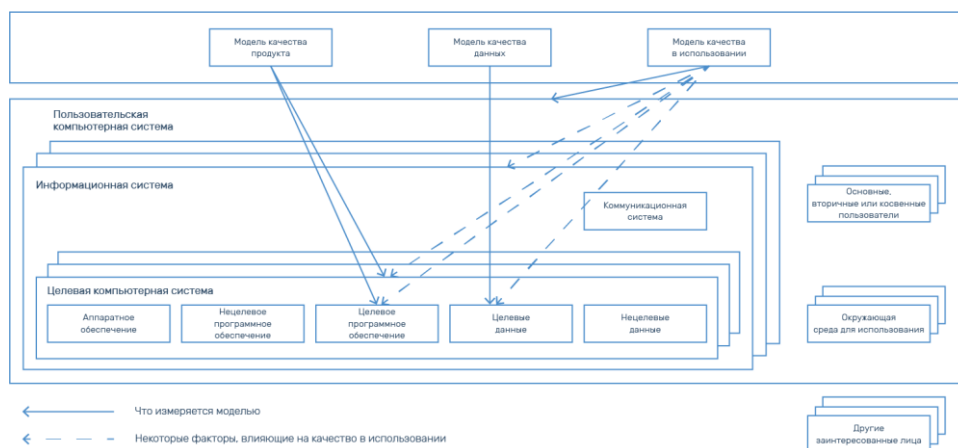 Модель качества
продукта
Модель качества
данных
Модель качества
в использовании
Пользовательская
компьютерная система
Информационная система
Коммуникационная
система
Основные,
вторичные или косвенные
пользователи
Целевая компьютерная система
Аппаратное
обеспечение
Нецелевое
программное
обеспечение
Целевое
программное
обеспечение
Целевые
данные
Нецелевые
данные
Окружающая
среда для использования
Что измеряется моделью
Некоторые факторы, влияющие на качество в использовании
Другие
заинтересованные лица